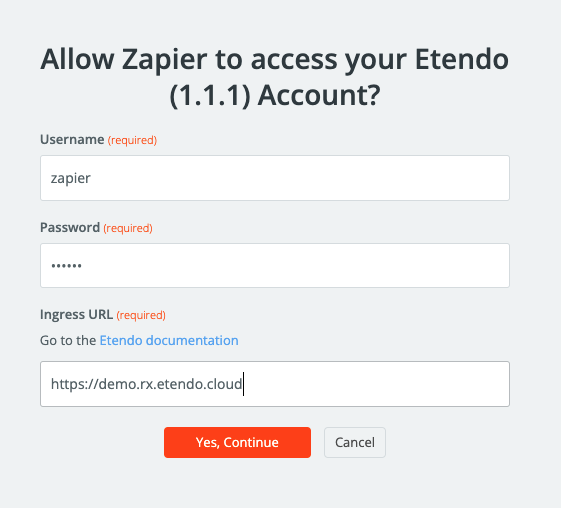 Allow Zapier to access your Etendo
(1.1.1) Account?
Username (required)
zapier
Password (required)
••••••
Ingress URL (required)
Go to the Etendo documentation
https://demo.rx.etendo.cloud
Yes, Continue
Cancel